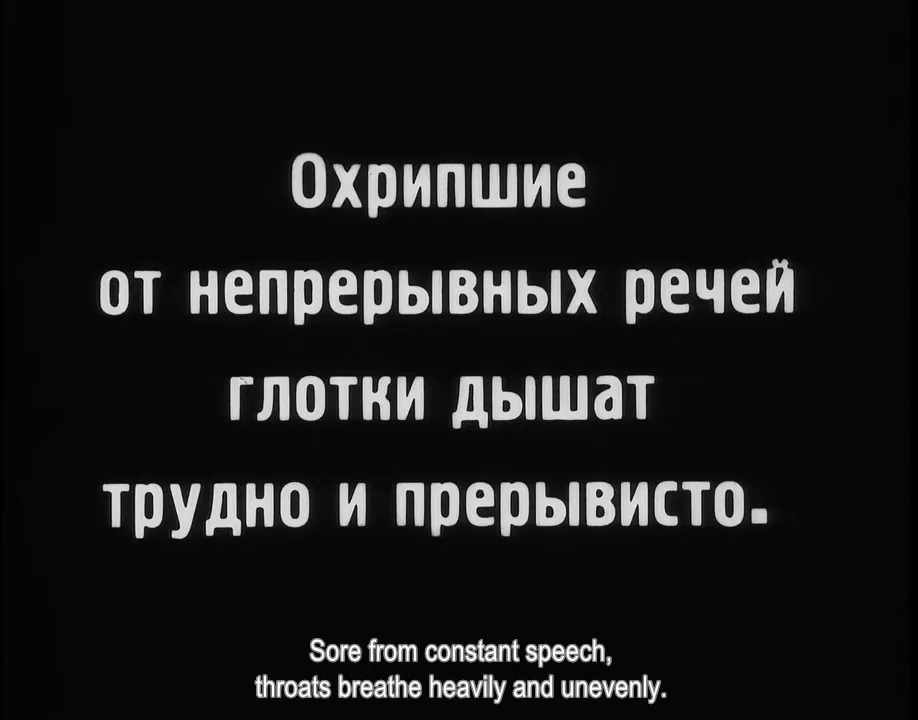 Охрипшие
от непрерывных речей
глотки дышат
трудно и прерывисто.
Sore from constant speech,
throats breathe heavily and unevenly.